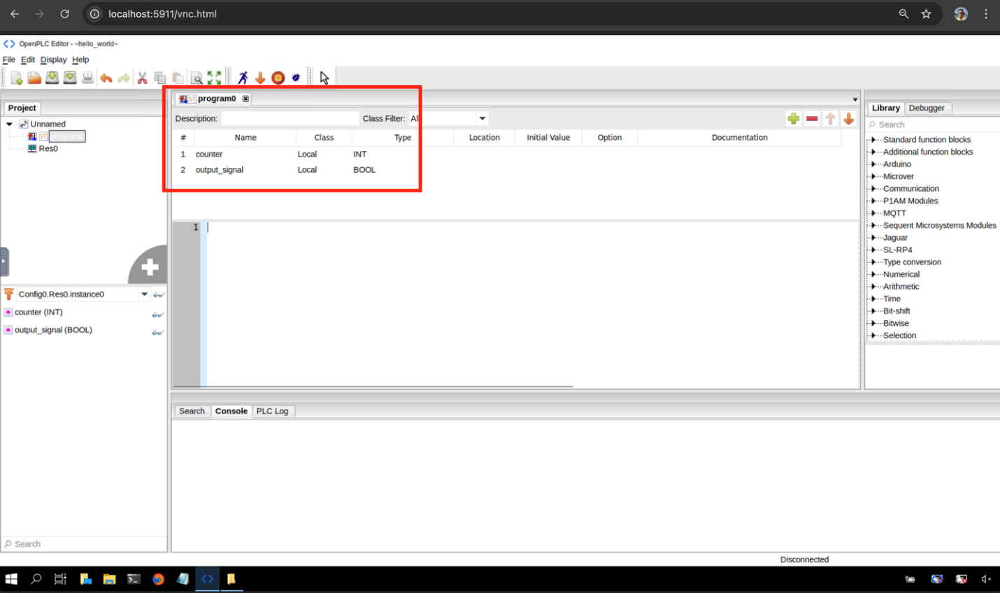 localhost:5911/vnc.html
OpenPLC Editor - ~hello_world~
File Edit Display Help
Project
Unnamed
ST program0
Res0
Config0.Res0.instance0
counter (INT)
output_signal (BOOL)
Search
ST program0
Description: Class Filter: All
# Name Class Type Location Initial Value Option Documentation
1 counter Local INT
2 output_signal Local BOOL
1
Search Console PLC Log
Library Debugger
Search
Standard function blocks
Additional function blocks
Arduino
Microver
Communication
P1AM Modules
MQTT
Sequent Microsystems Modules
Jaguar
SL-RP4
Type conversion
Numerical
Arithmetic
Time
Bit-shift
Bitwise
Selection
Disconnected